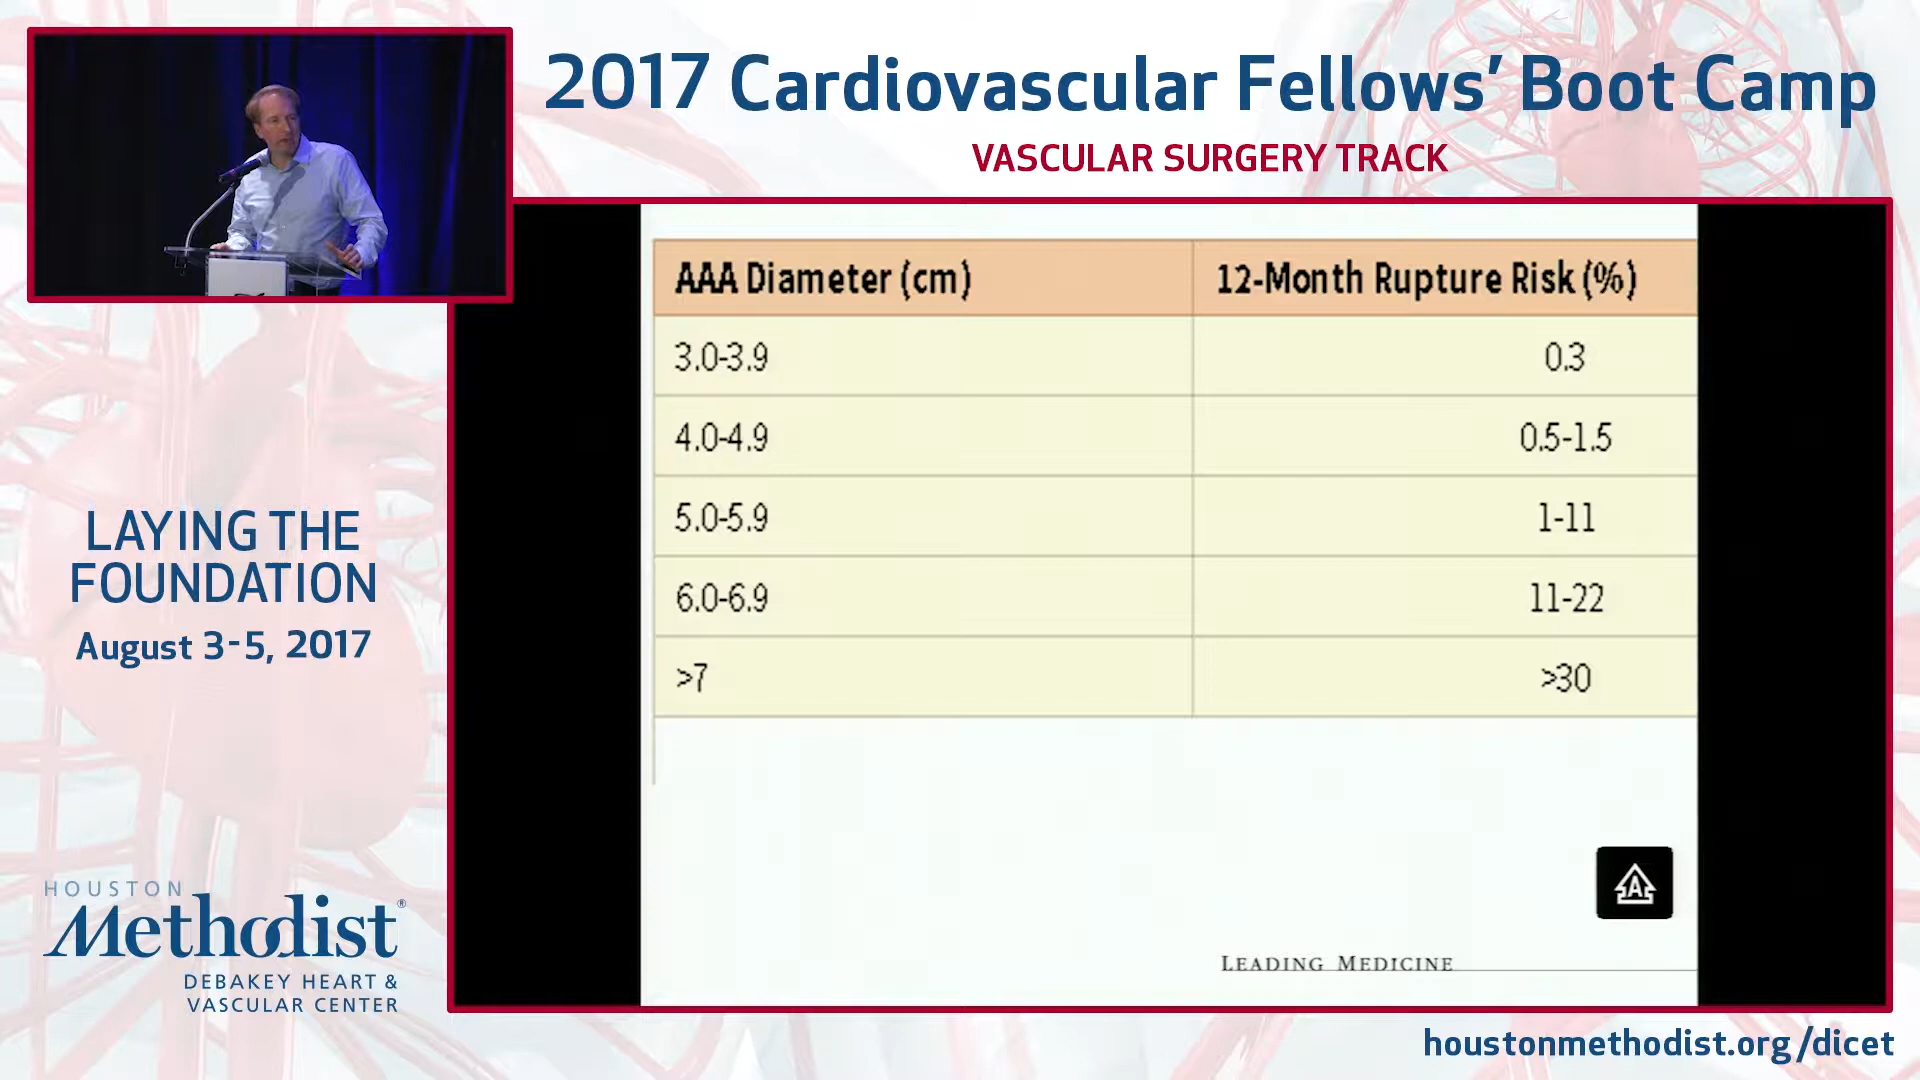 2017 Cardiovascular Fellows’ Boot Camp
VASCULAR SURGERY TRACK
AAA Diameter (cm) 12-Month Rupture Risk (%)
3.0-3.9 0.3
4.0-4.9 0.5-1.5
5.0-5.9 1-11
6.0-6.9 11-22
>7 >30
A
LEADING MEDICINE
LAYING THE
FOUNDATION
August 3-5, 2017
HOUSTON
Methodist®
DEBAKEY HEART &
VASCULAR CENTER
houstonmethodist.org/dicet